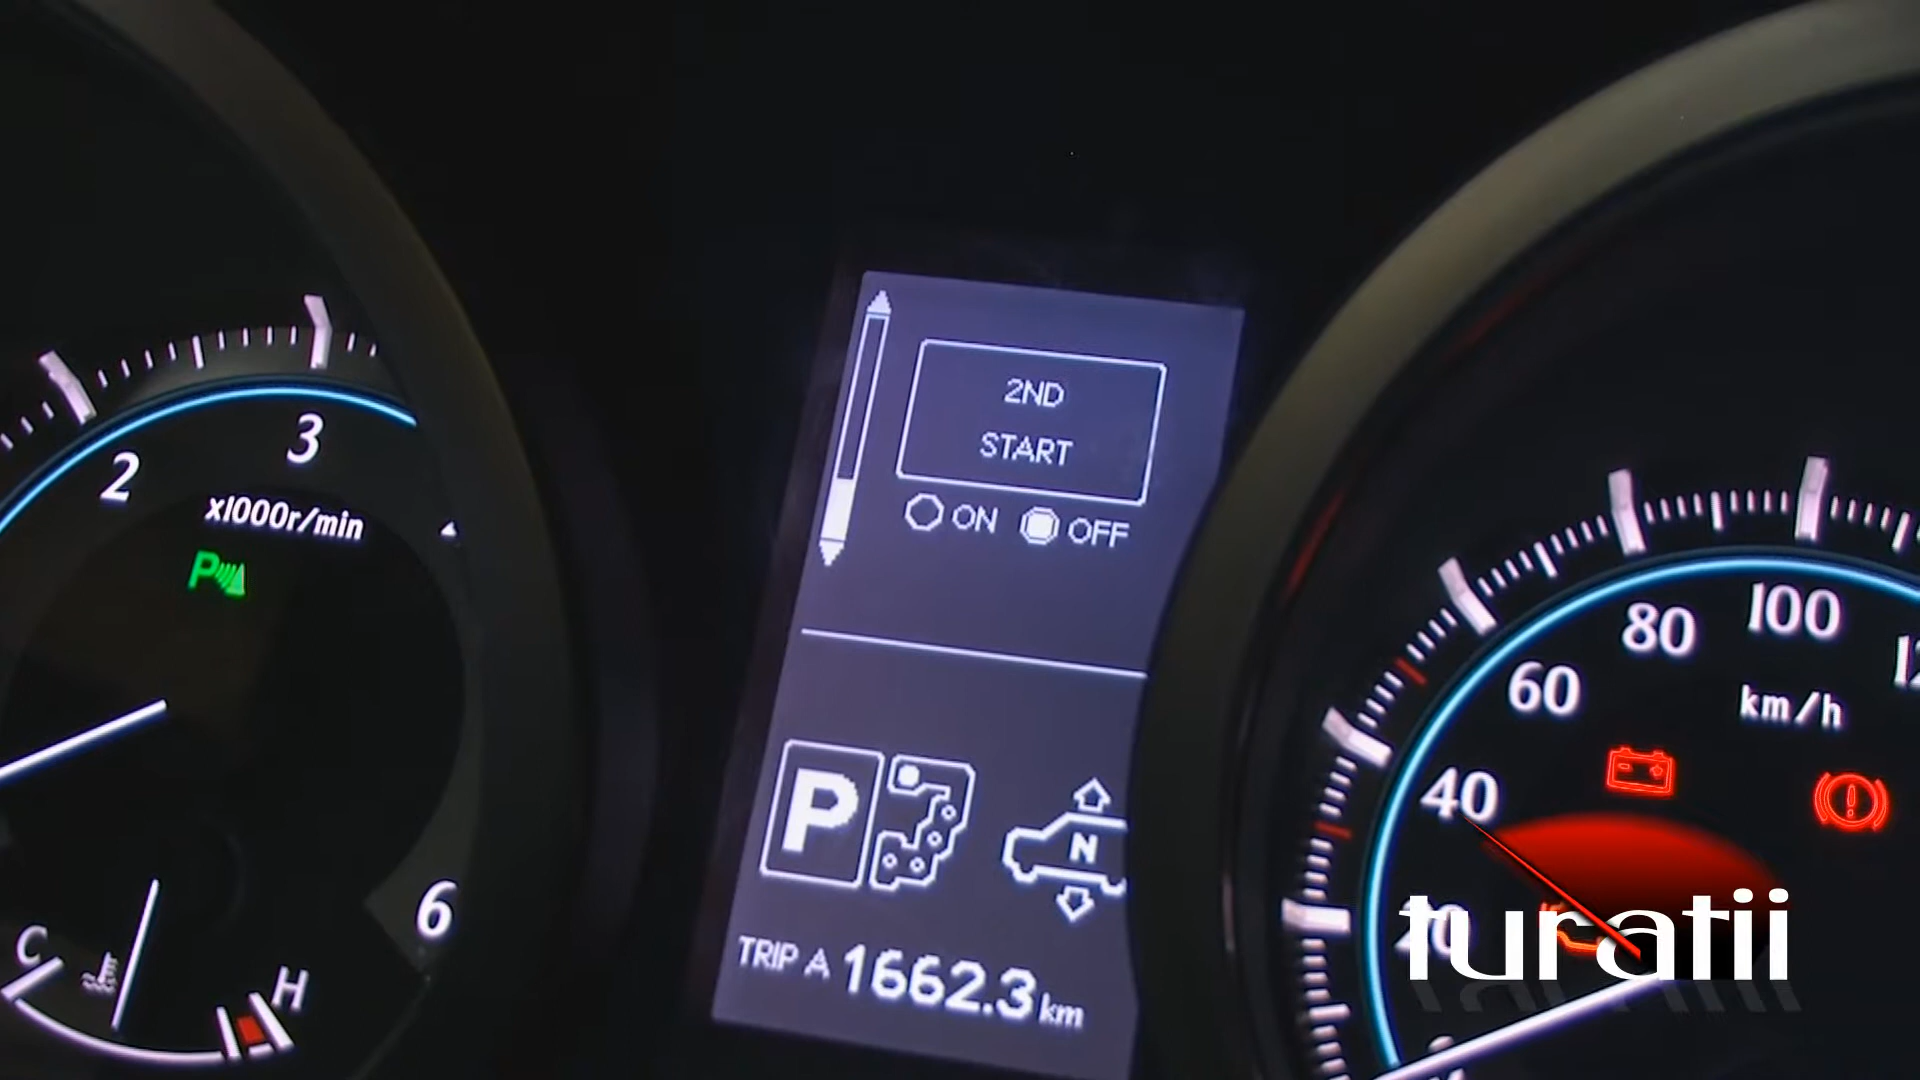 2
3
x1000r/min
P
6
C
H
2ND
START
ON OFF
P
N
TRIP A 1662.3 km
100
80
60
40
20
km/h
turatii